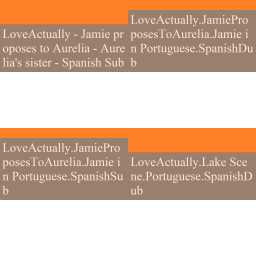 LoveActually - Jamie pr
oposes to Aurelia - Aure
lia's sister - Spanish Sub
LoveActually.JamiePro
posesToAurelia.Jamie i
n Portuguese.SpanishDu
b
LoveActually.JamiePro
posesToAurelia.Jamie i
n Portuguese.SpanishSu
b
LoveActually.Lake Sce
ne.Portuguese.SpanishD
ub